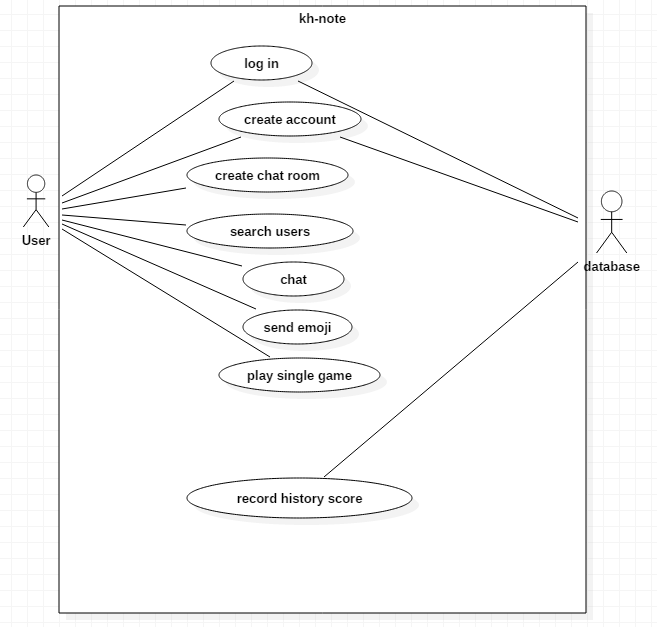 kh-note
log in
create account
create chat room
search users
chat
send emoji
play single game
record history score
User
database